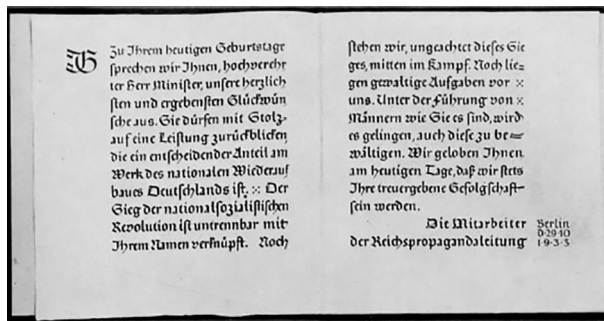 Zu Ihrem heutigen Geburtstage
sprechen wir Ihnen, hochverehr
ter Herr Minister, unsre herzlich
sten und ergebensten Glückwün
sche aus. Sie dürfen mit Stolz
auf eine Leistung zurückblicken,
die ein entscheidender Anteil am
Werk des nationalen Wiederauf
baues Deutschlands ist. Der
Sieg der nationalsozialistischen
Revolution ist untrennbar mit
Ihrem Namen verknüpft. Noch
stehen wir, ungeachtet dieses Sie
ges, mitten im Kampf. Noch lie=
gen gewaltige Aufgaben vor
uns. Unter der Führung von
Männern wie Sie es sind, wird
es gelingen, auch diese zu be=
wältigen. Wir geloben Ihnen
am heutigen Tage, daß wir stets
Ihre treuergebene Gefolgschaft
sein werden.
Die Mitarbeiter
der Reichspropagandaleitung
Berlin
d·29·10
1·9·3·3